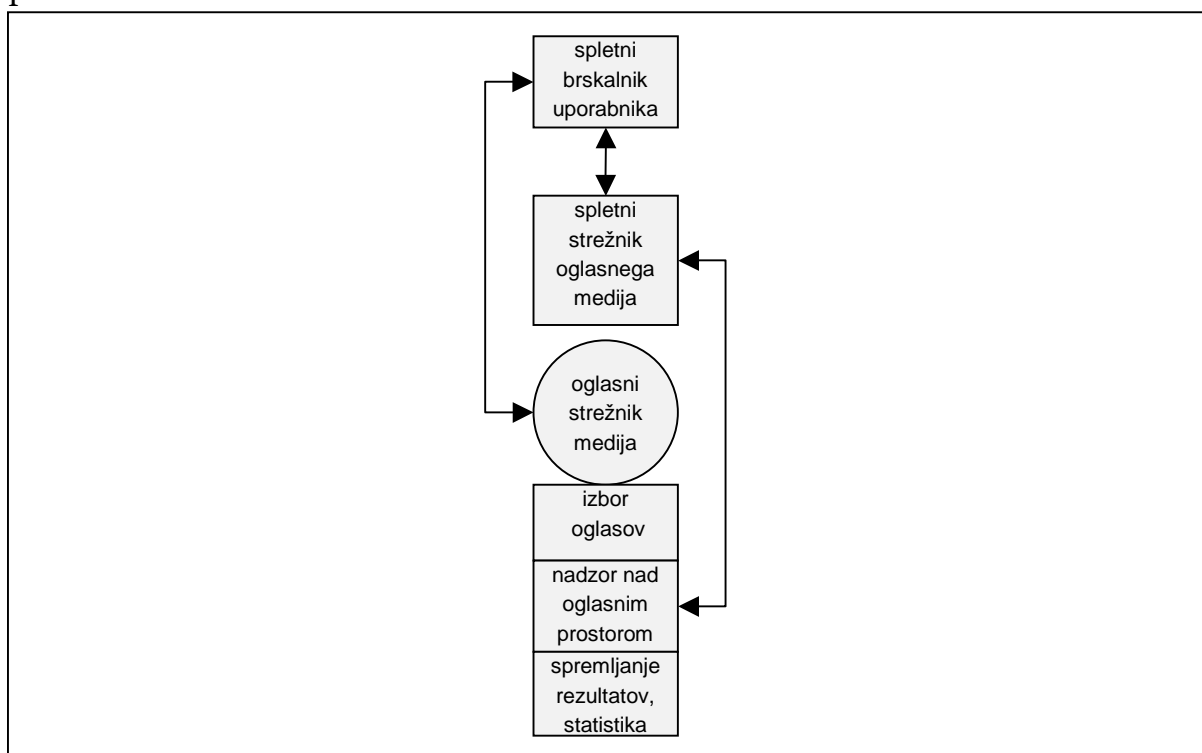 spletni
brskalnik
uporabnika
spletni
strežnik
oglasnega
medija
oglasni
strežnik
medija
izbor
oglasov
nadzor nad
oglasnim
prostorom
spremljanje
rezultatov,
statistika